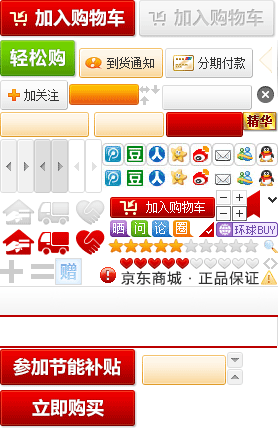 加入购物车 加入购物车
轻松购 到货通知 分期付款
加关注
精华
豆
加入购物车
晒 问 论 圈 环球BUY
赠
京东商城·正品保证
参加节能补贴
立即购买